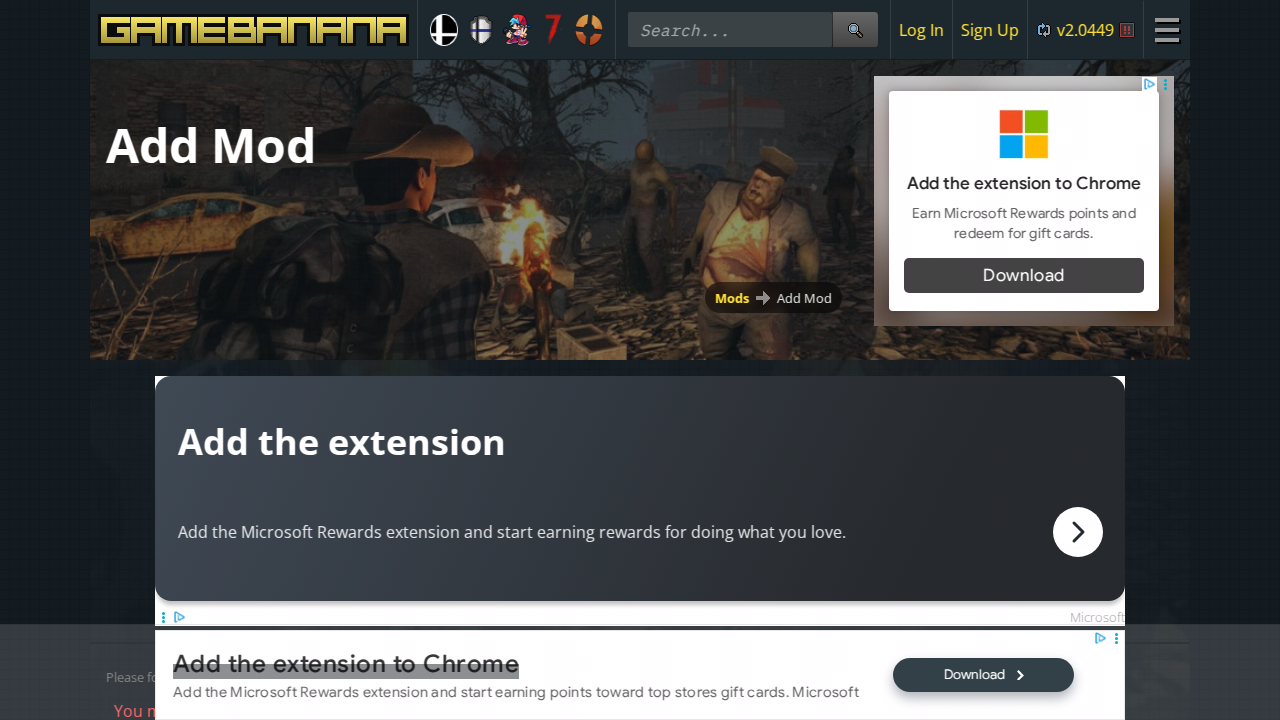 GAMEBANANA
Search...
Log In
Sign Up
v2.0449
Add Mod
Mods
Add Mod
Add the extension to Chrome
Earn Microsoft Rewards points and
redeem for gift cards.
Download
Add the extension
Add the Microsoft Rewards extension and start earning rewards for doing what you love.
Microsoft
Add the extension to Chrome
Add the Microsoft Rewards extension and start earning points toward top stores gift cards. Microsoft
Download
Please
You